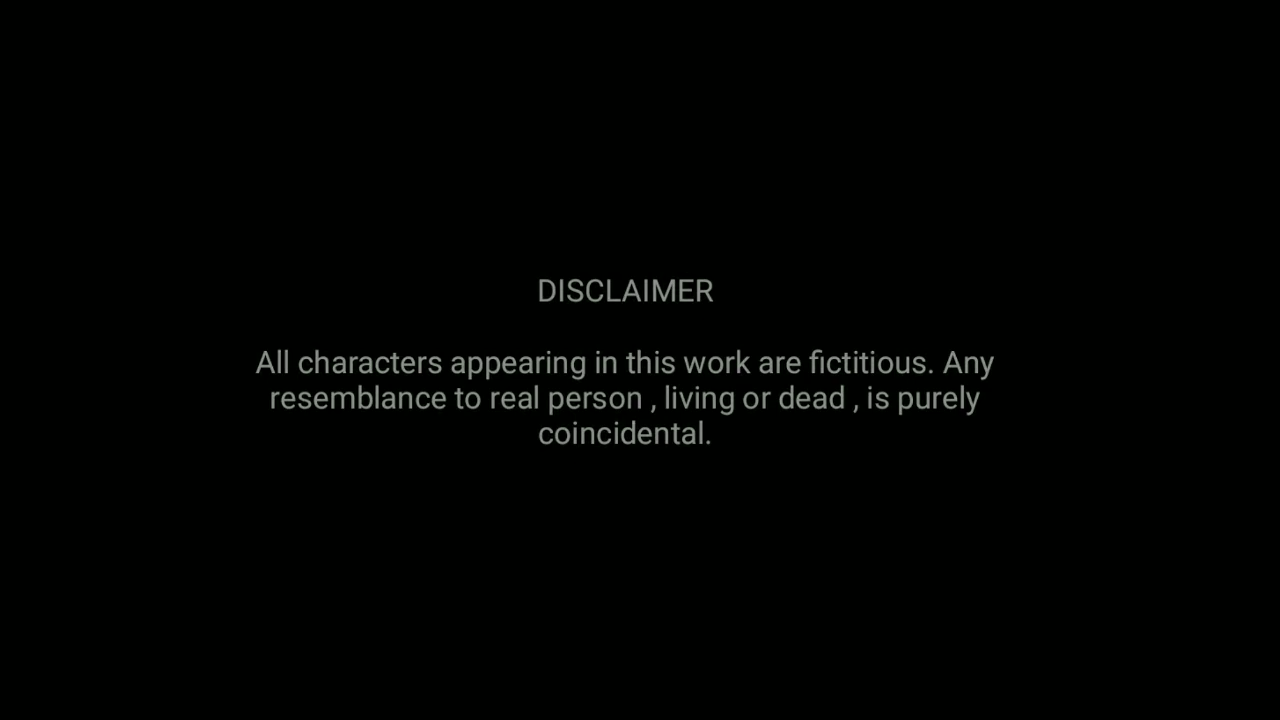 DISCLAIMER
All characters appearing in this work are fictitious. Any
resemblance to real person , living or dead , is purely
coincidental.